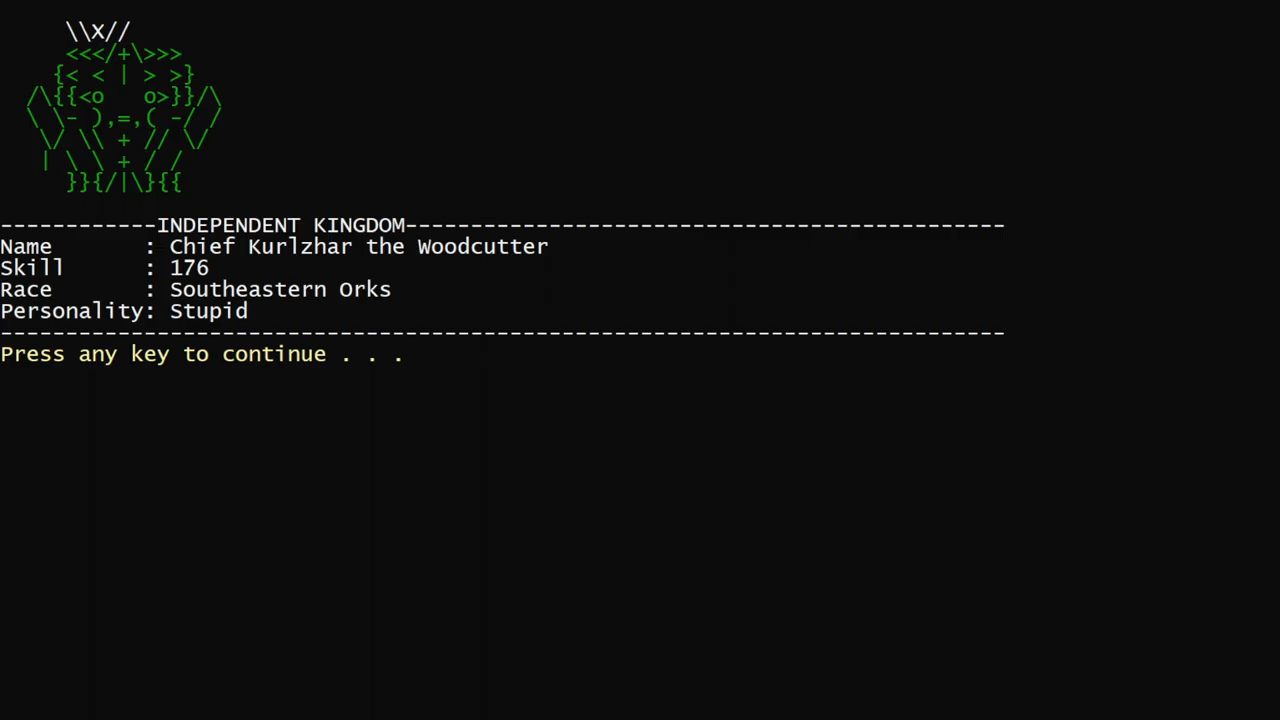 \\x//
     <<</+\>>>
    {< < | > >}
  /\{{<o   o>}}/\
  \ \- ),=,( -/ /
   \/ \\ + // \/
   | \ \ + / /
     }}{/|\}{{

------------INDEPENDENT KINGDOM----------------------------------------------
Name       : Chief Kurlzhar the Woodcutter
Skill      : 176
Race       : Southeastern Orks
Personality: Stupid
-----------------------------------------------------------------------------
Press any key to continue . . .